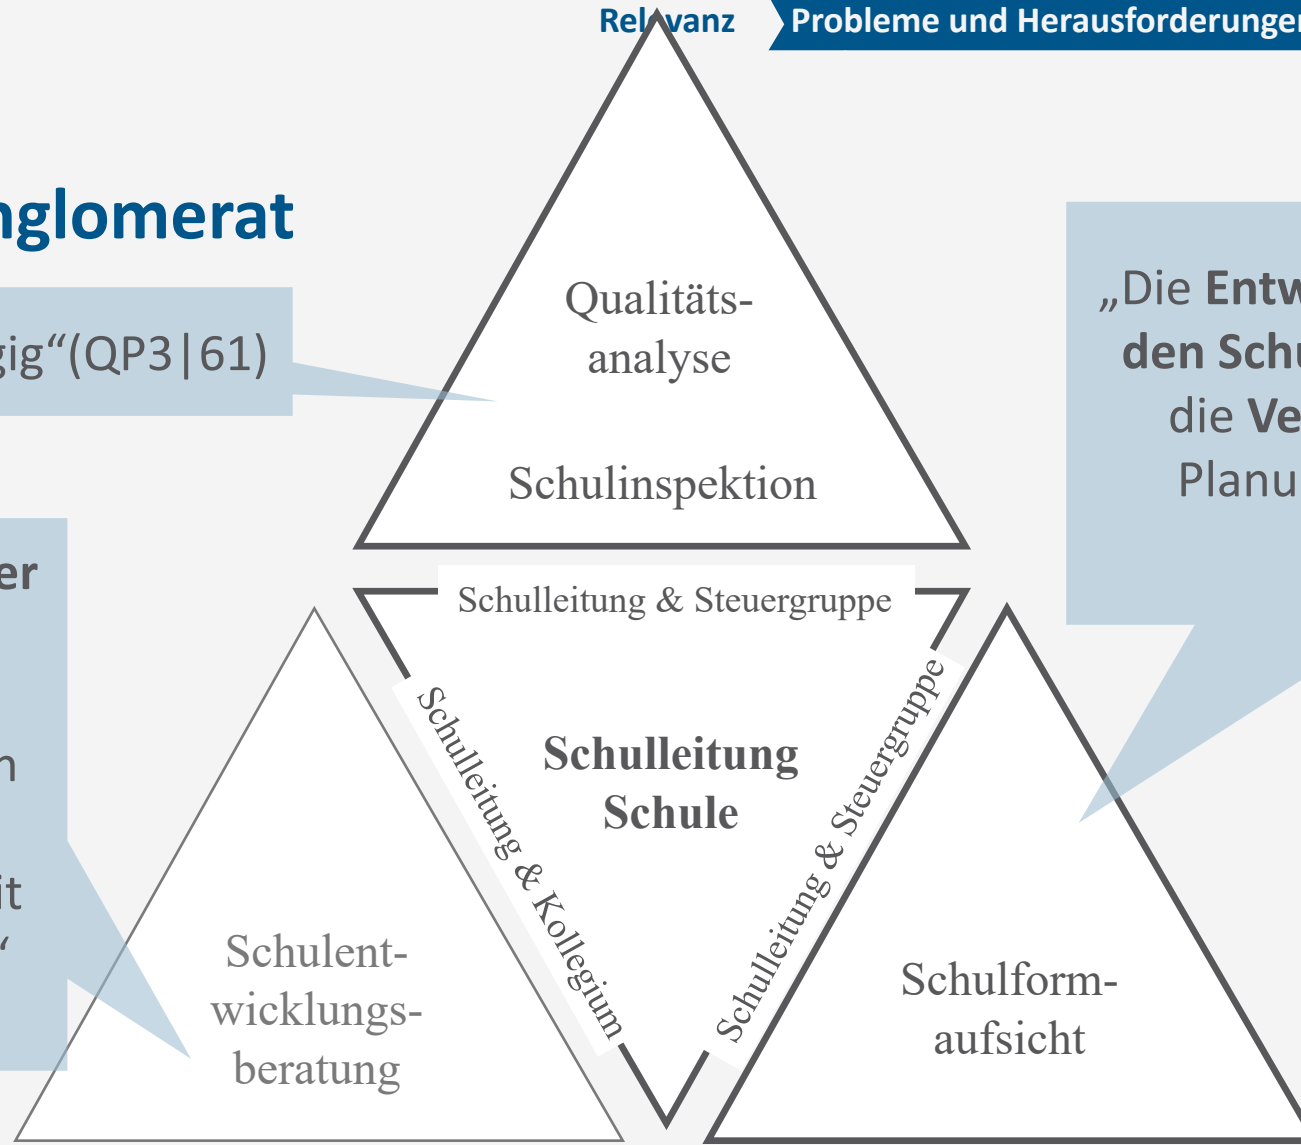 Relevanz
Probleme und Herausforderungen
nglomerat
gig“(QP3|61)
„Die Entw
den Schu
die Ve
Planu
er
n
it
“
Qualitäts-
analyse
Schulinspektion
Schulleitung & Steuergruppe
Schulleitung & Kollegium
Schulleitung & Steuergruppe
Schulleitung
Schule
Schulent-
wicklungs-
beratung
Schulform-
aufsicht